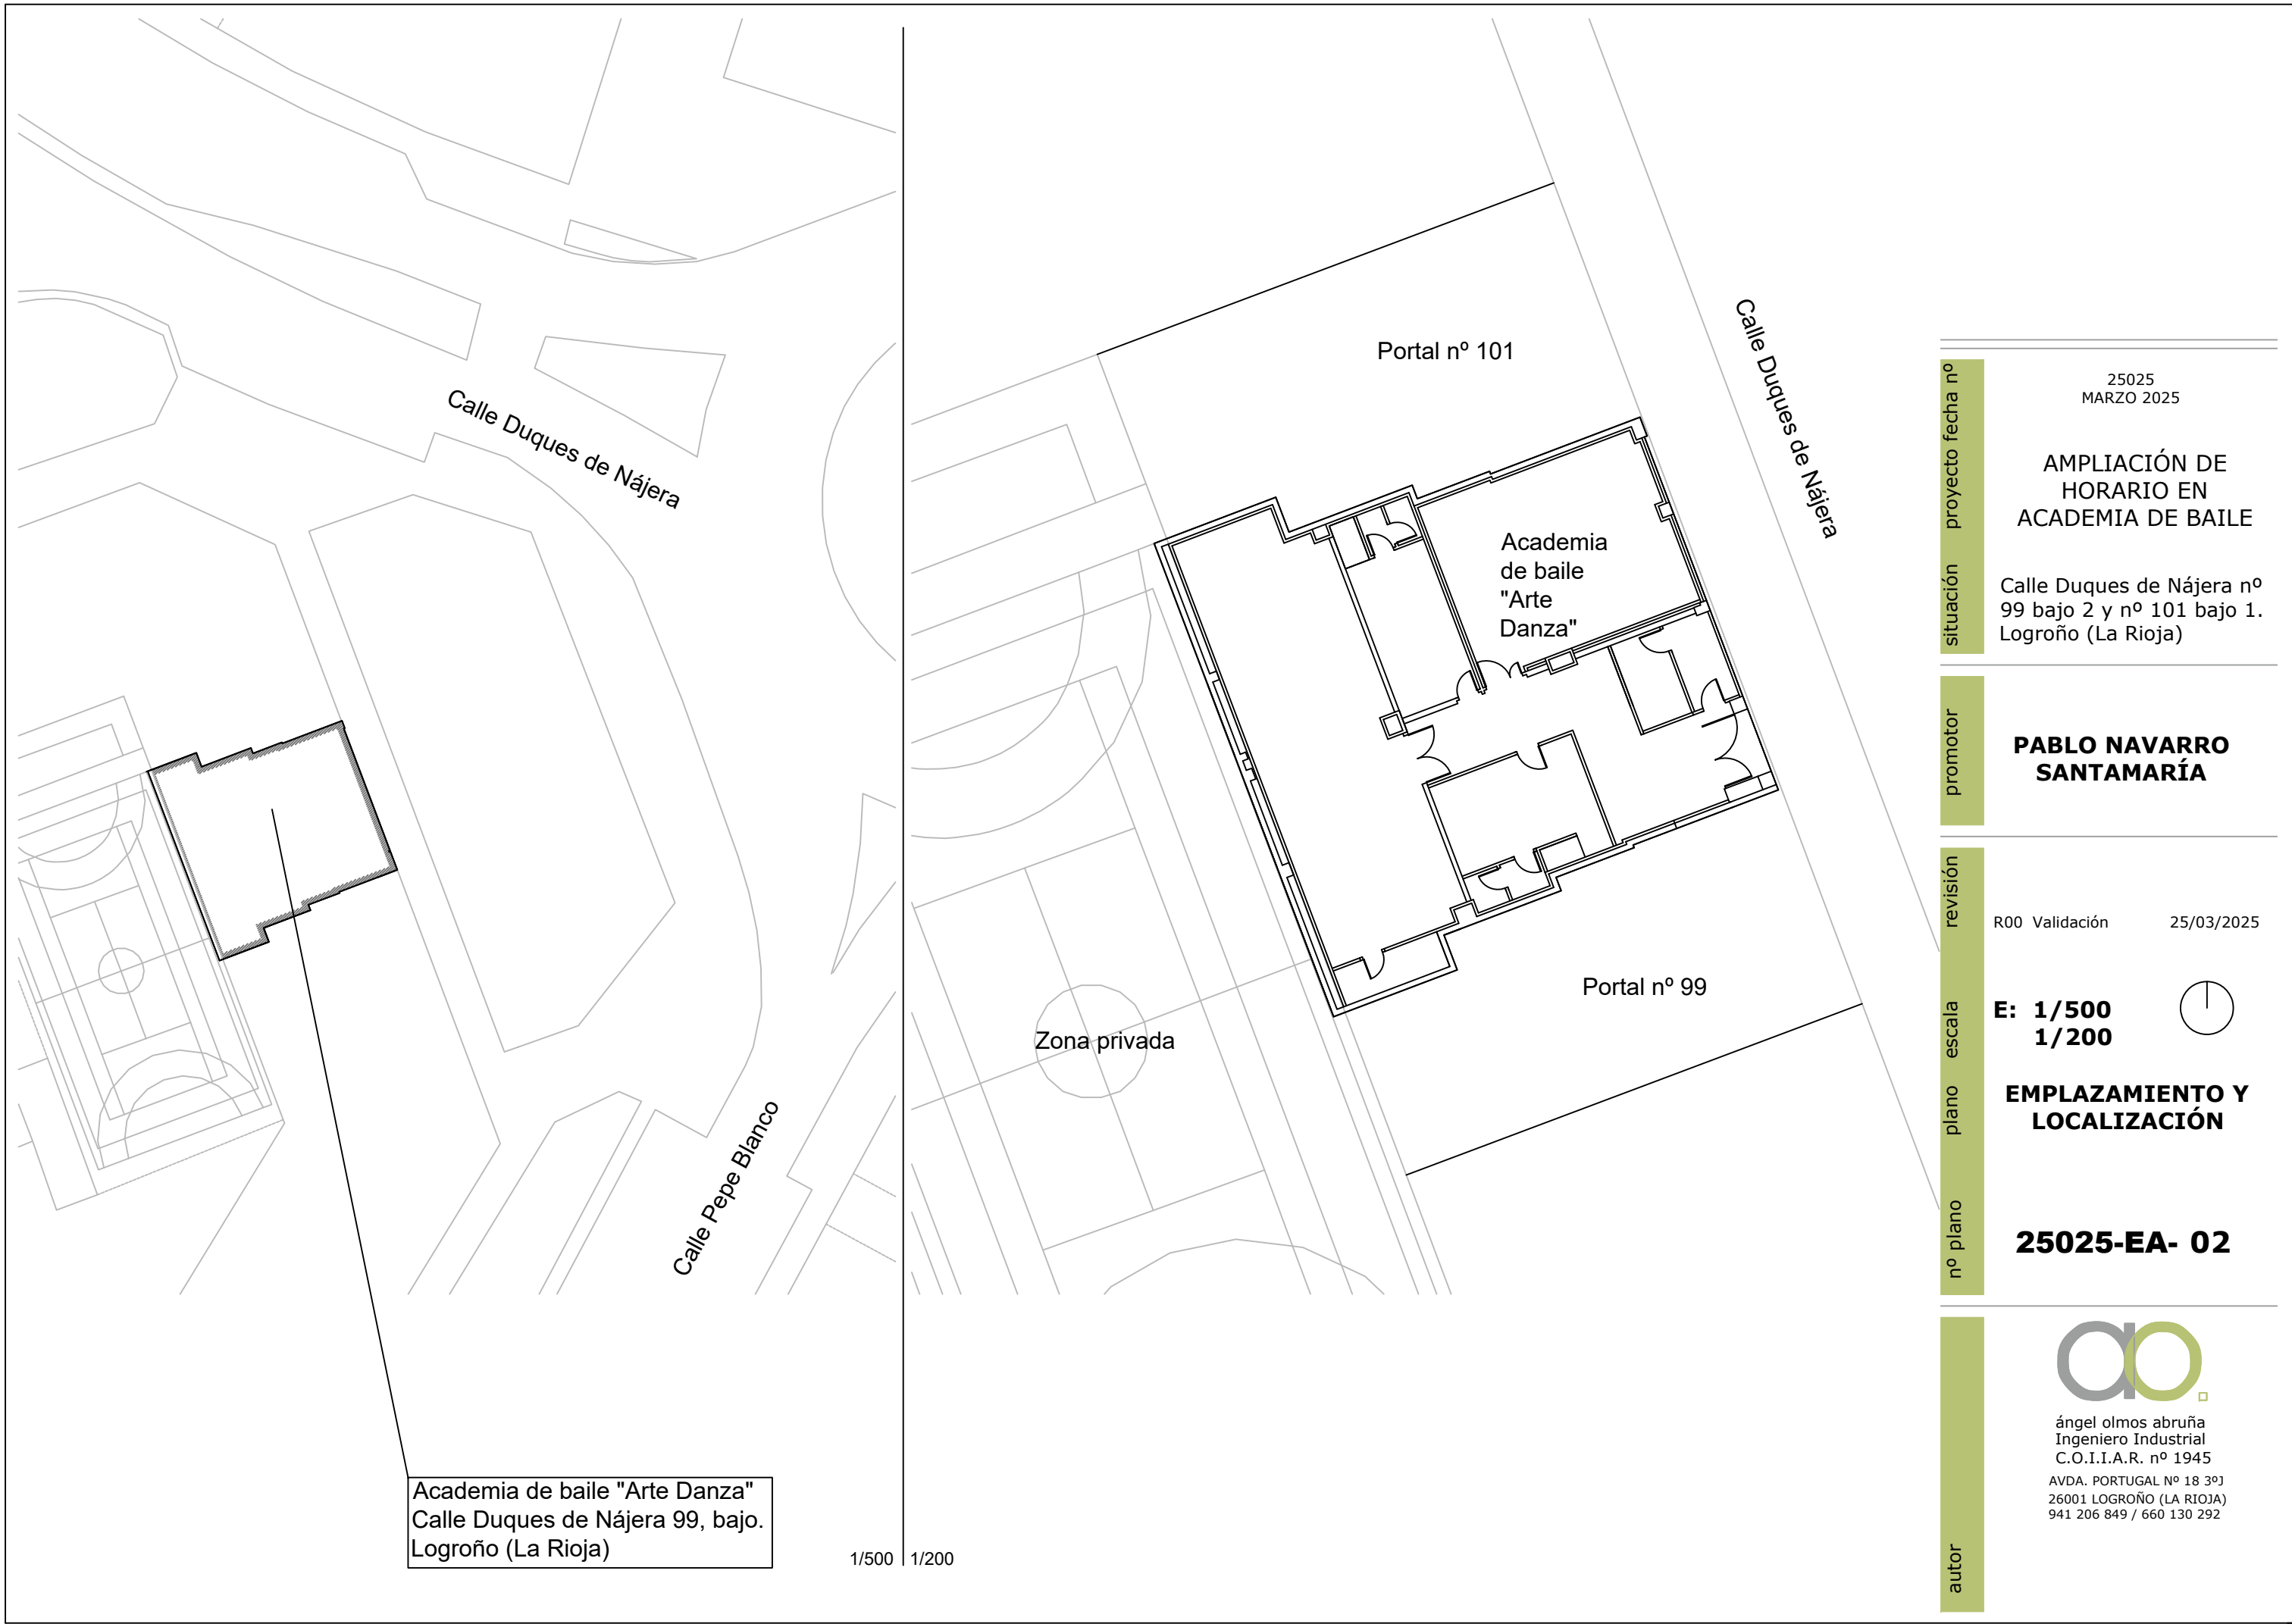 Calle Duques de Nájera
Calle Pepe Blanco
Academia de baile "Arte Danza"
Calle Duques de Nájera 99, bajo.
Logroño (La Rioja)
1/500
1/200
Portal nº 101
Calle Duques de Nájera
Academia
de baile
"Arte
Danza"
Portal nº 99
Zona privada
proyecto fecha nº
25025
MARZO 2025
AMPLIACIÓN DE
HORARIO EN
ACADEMIA DE BAILE
situación
Calle Duques de Nájera nº
99 bajo 2 y nº 101 bajo 1.
Logroño (La Rioja)
promotor
PABLO NAVARRO
SANTAMARÍA
revisión
R00 Validación 25/03/2025
escala
E: 1/500
1/200
plano
EMPLAZAMIENTO Y
LOCALIZACIÓN
nº plano
25025-EA- 02
autor
ao.
ángel olmos abruña
Ingeniero Industrial
C.O.I.I.A.R. nº 1945
AVDA. PORTUGAL Nº 18 3ºJ
26001 LOGROÑO (LA RIOJA)
941 206 849 / 660 130 292